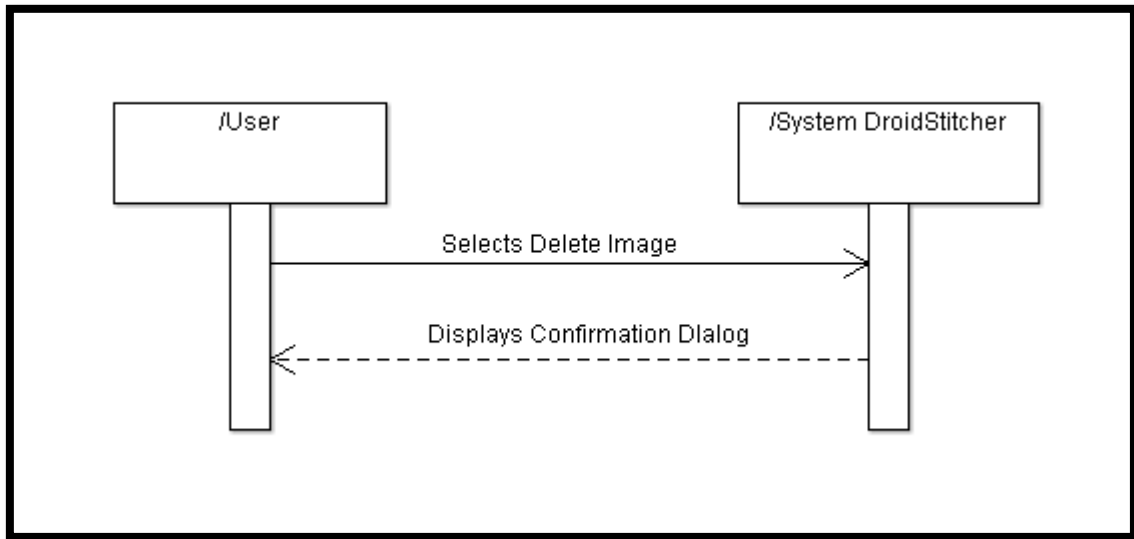 /User
/System DroidStitcher
Selects Delete Image
Displays Confirmation DIalog